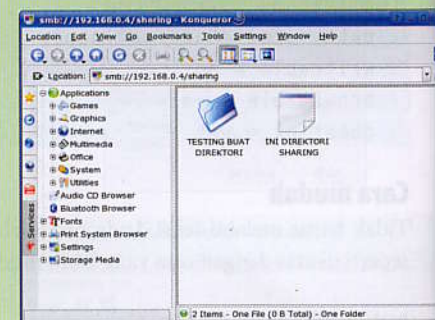 smb://192.168.0.4/sharing - Konqueror
Location Edit View Go Bookmarks Tools Settings Window Help
Location: smb://192.168.0.4/sharing
Applications
Games
Graphics
Internet
Multimedia
Office
System
Utilities
Audio CD Browser
Bluetooth Browser
Fonts
Print System Browser
Settings
Storage Media
Services
TESTING BUAT
DIREKTORI
INI DIREKTORI
SHARING
2 Items - One File (0 B Total) - One Folder
Cara mudah